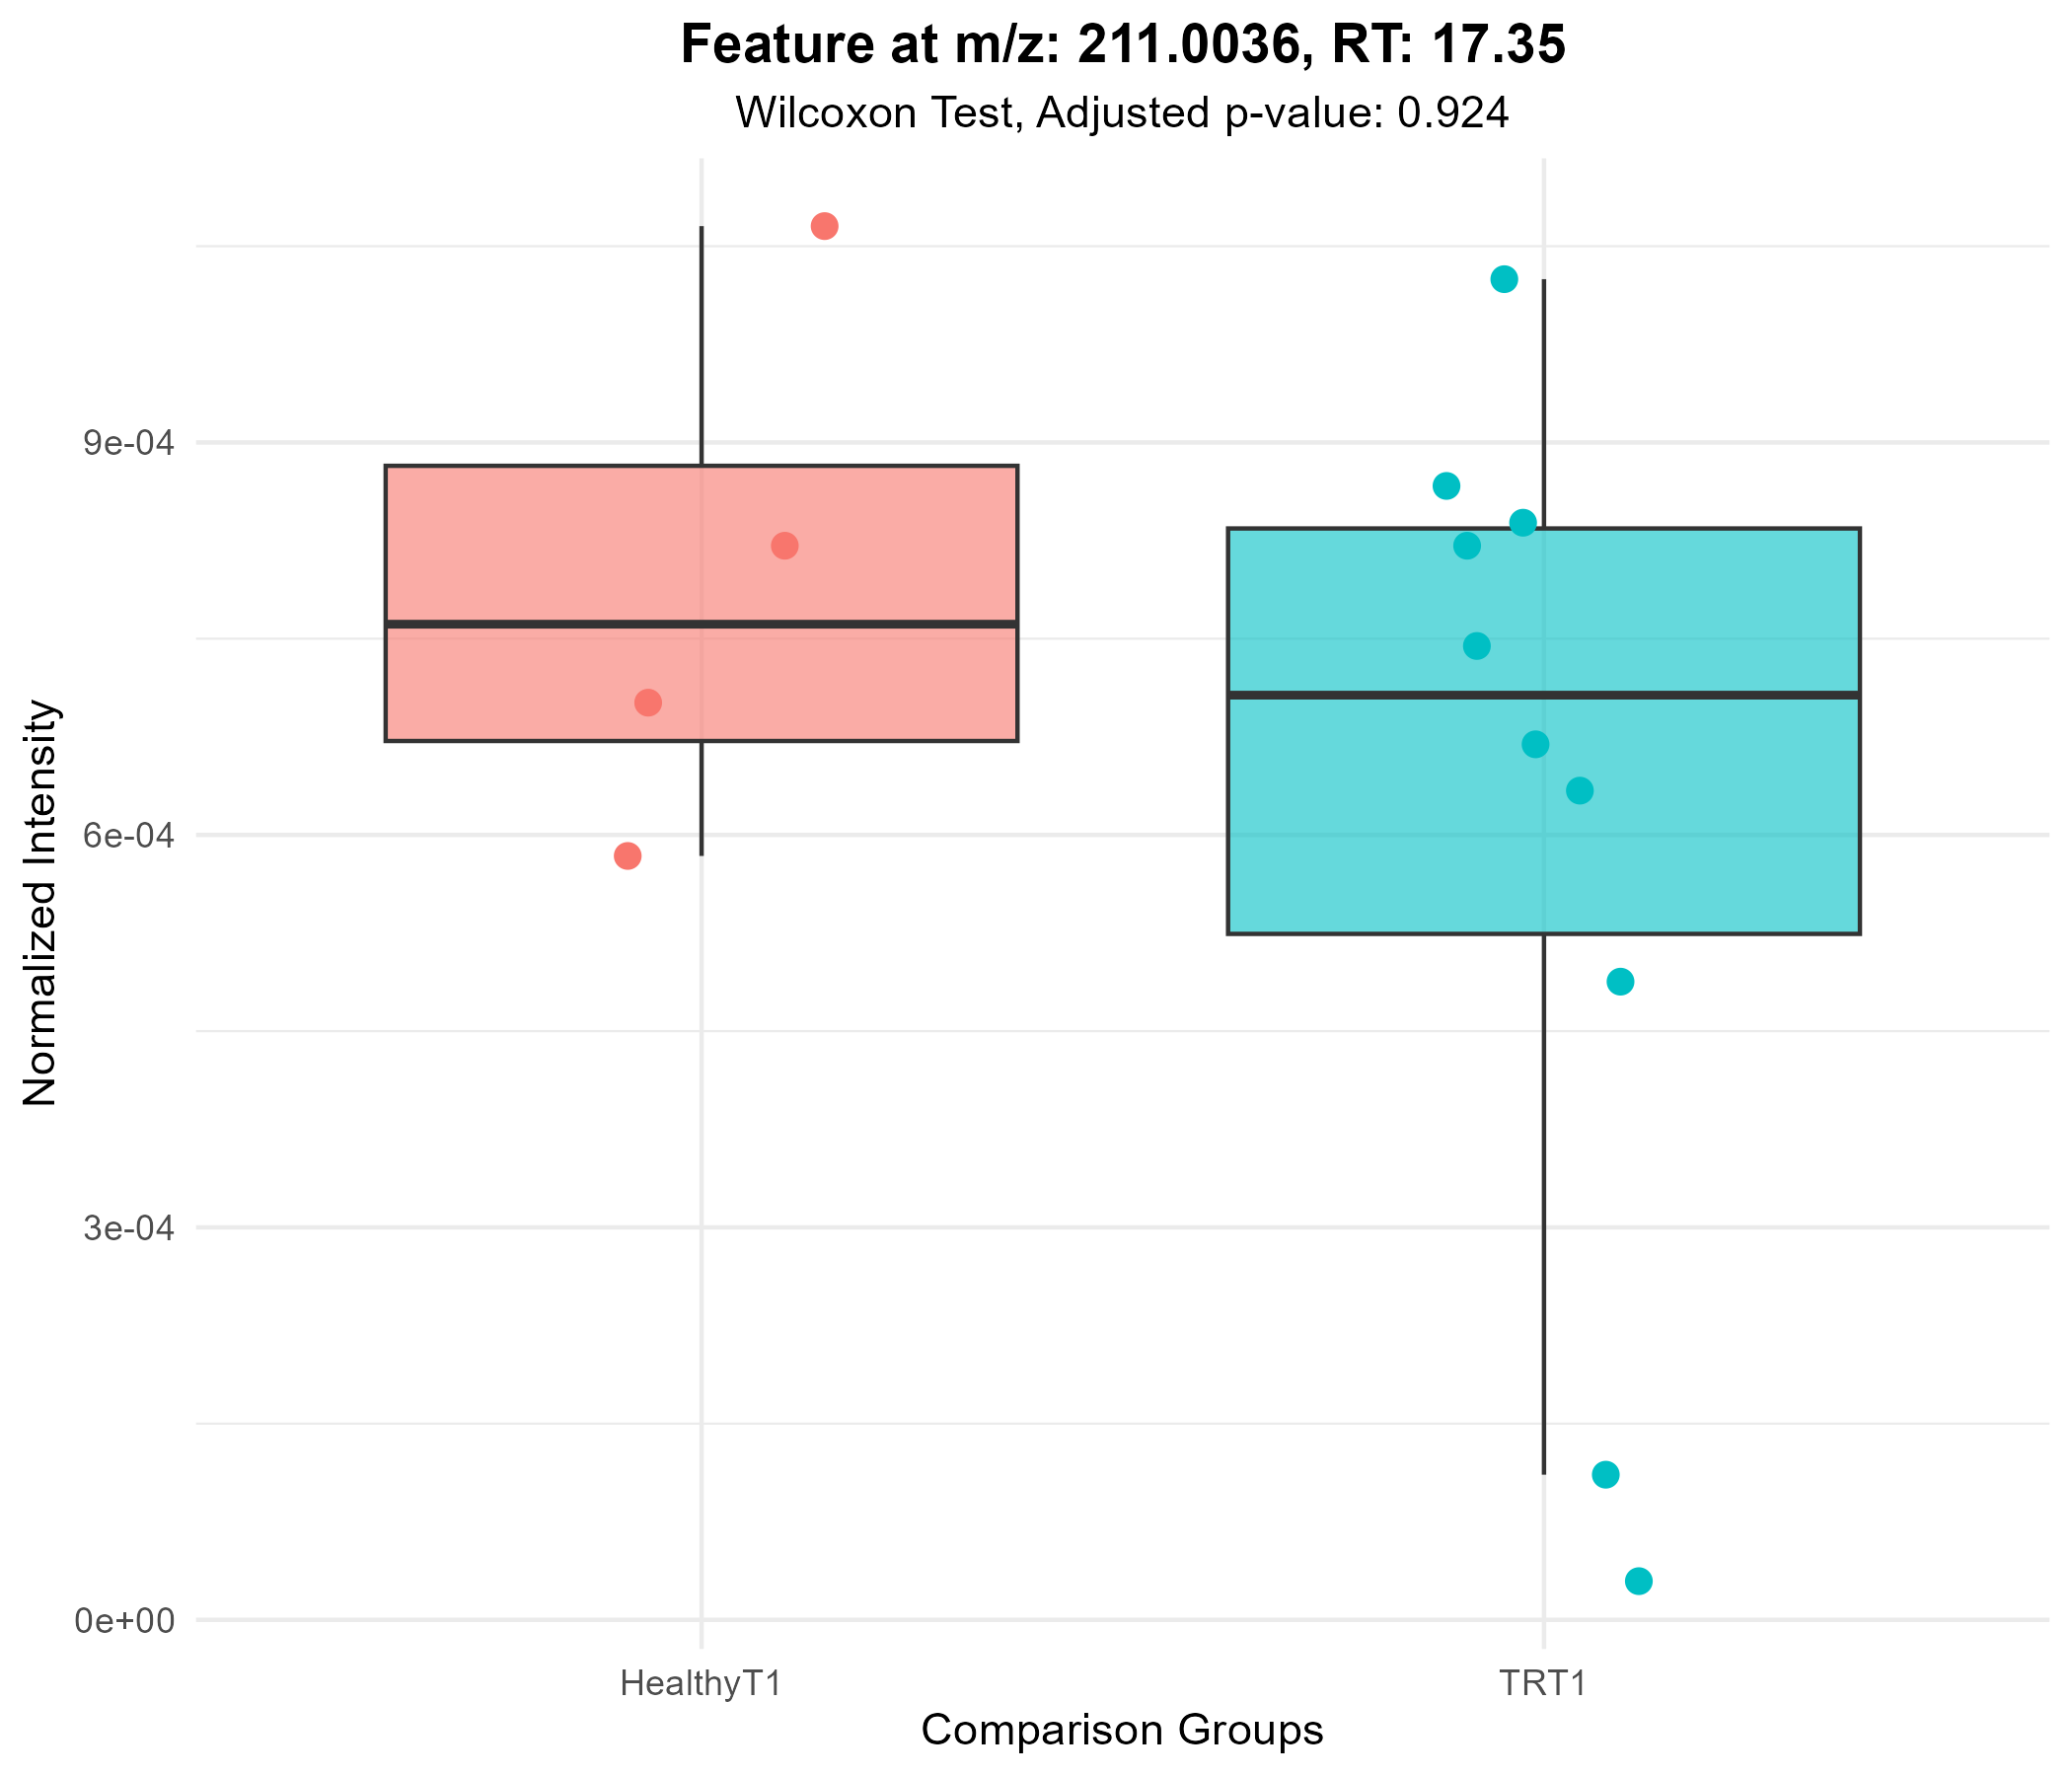 Feature at m/z: 211.0036, RT: 17.35
Wilcoxon Test, Adjusted p-value: 0.924
Normalized Intensity
9e-04
6e-04
3e-04
0e+00
HealthyT1
TRT1
Comparison Groups